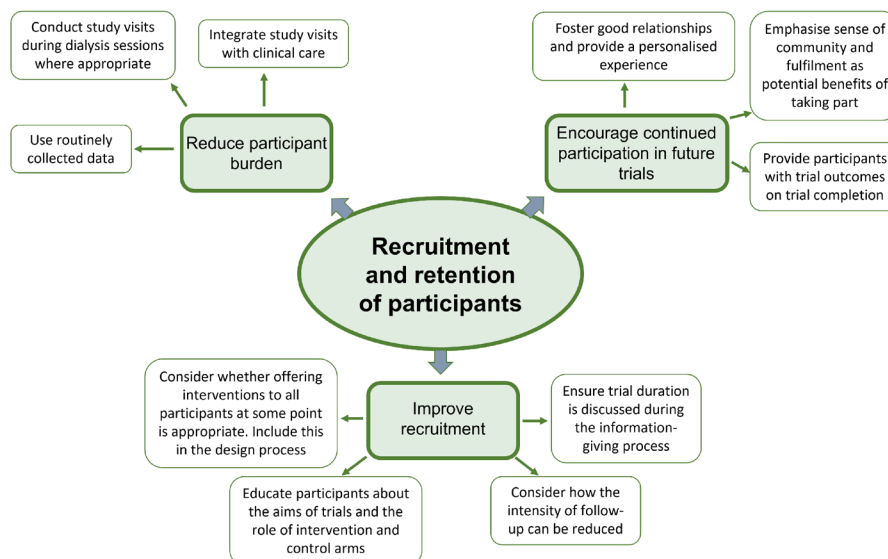 Conduct study visits
during dialysis sessions
where appropriate
Integrate study visits
with clinical care
Use routinely
collected data
Reduce participant
burden
Foster good relationships
and provide a personalised
experience
Emphasise sense of
community and
fulfilment as
potential benefits of
taking part
Encourage continued
participation in future
trials
Provide participants
with trial outcomes
on trial completion
Recruitment
and retention
of participants
Consider whether offering
interventions to all
participants at some point
is appropriate. Include this
in the design process
Improve
recruitment
Ensure trial duration
is discussed during
the information-
giving process
Educate participants about
the aims of trials and the
role of intervention and
control arms
Consider how the
intensity of follow-
up can be reduced